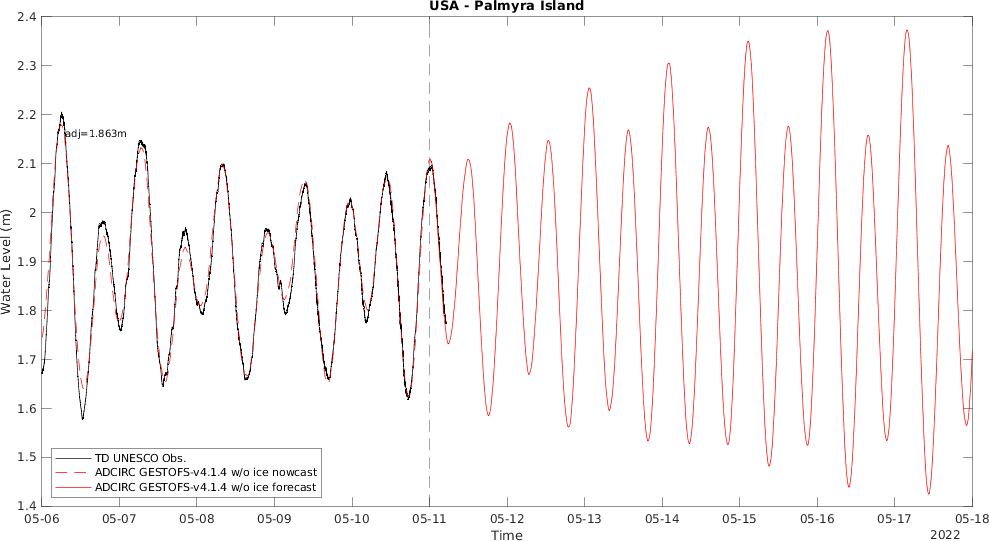 USA - Palmyra Island
Water Level (m)
2.4
2.3
2.2
2.1
2
1.9
1.8
1.7
1.6
1.5
1.4
adj=1.863m
TD UNESCO Obs.
ADCIRC GESTOFS-v4.1.4 w/o ice nowcast
ADCIRC GESTOFS-v4.1.4 w/o ice forecast
05-06 05-07 05-08 05-09 05-10 05-11 05-12 05-13 05-14 05-15 05-16 05-17 05-18
Time
2022